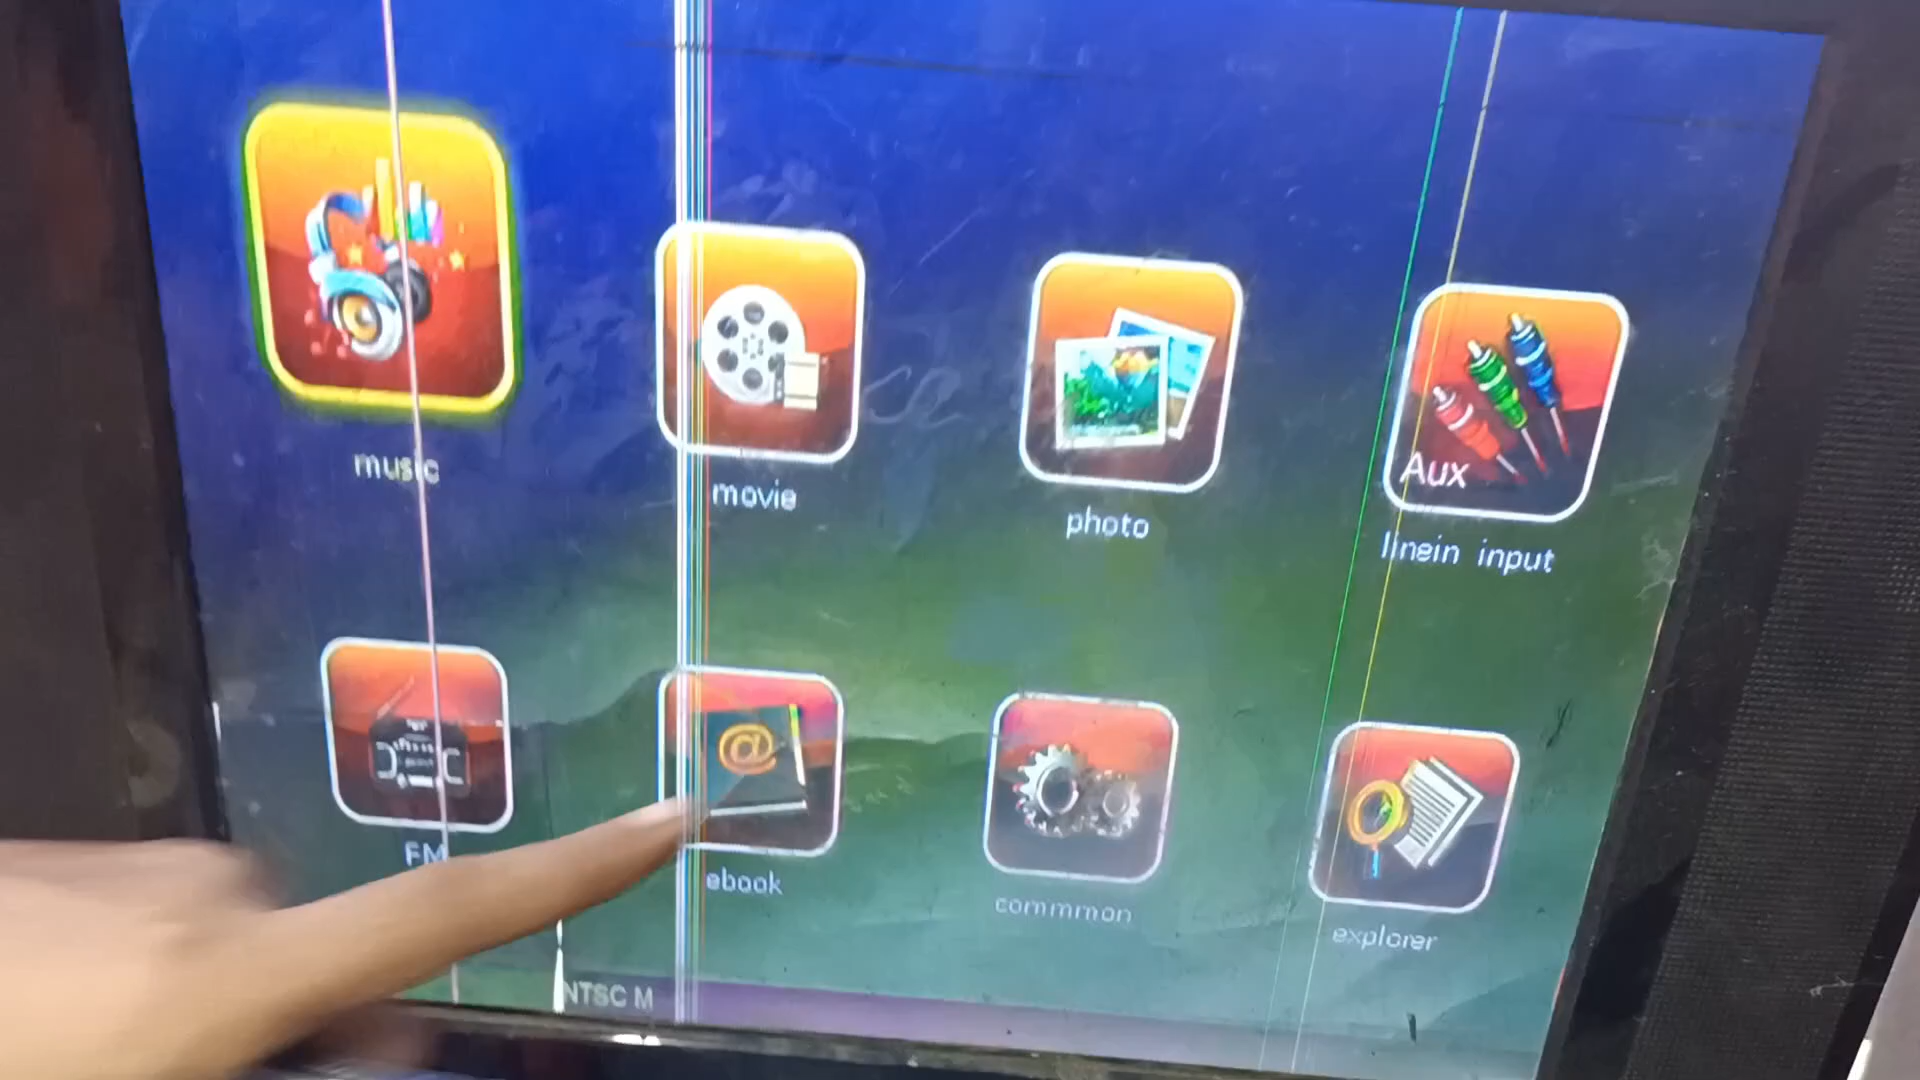 music
movie
photo
Aux
linein input
FM
@
ebook
commmon
explorer
NTSC M